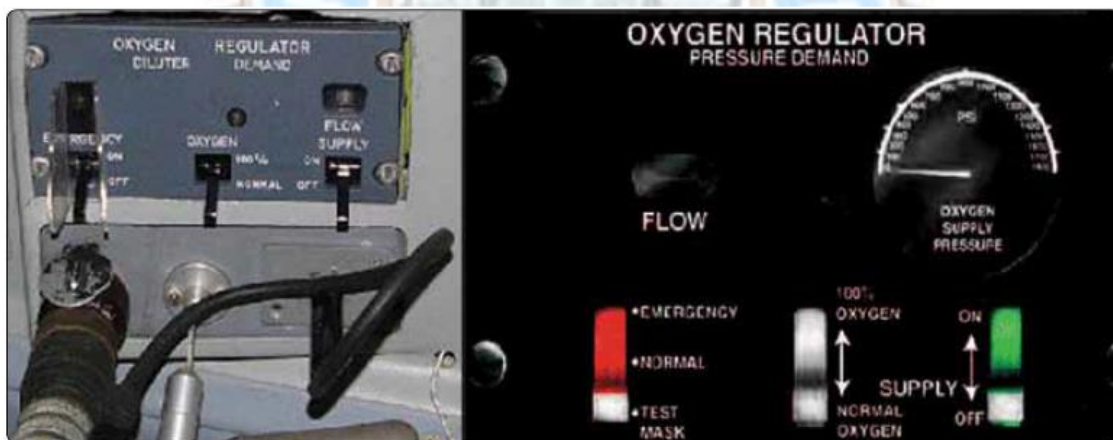 OXYGEN REGULATOR
DILUTER DEMAND
FLOW
EMERGENCY OXYGEN SUPPLY
ON 100% ON
OFF NORMAL OFF
OXYGEN REGULATOR
PRESSURE DEMAND
PSI
OXYGEN
SUPPLY
PRESSURE
FLOW
EMERGENCY
NORMAL
TEST
MASK
100%
OXYGEN
NORMAL
OXYGEN
ON
SUPPLY
OFF